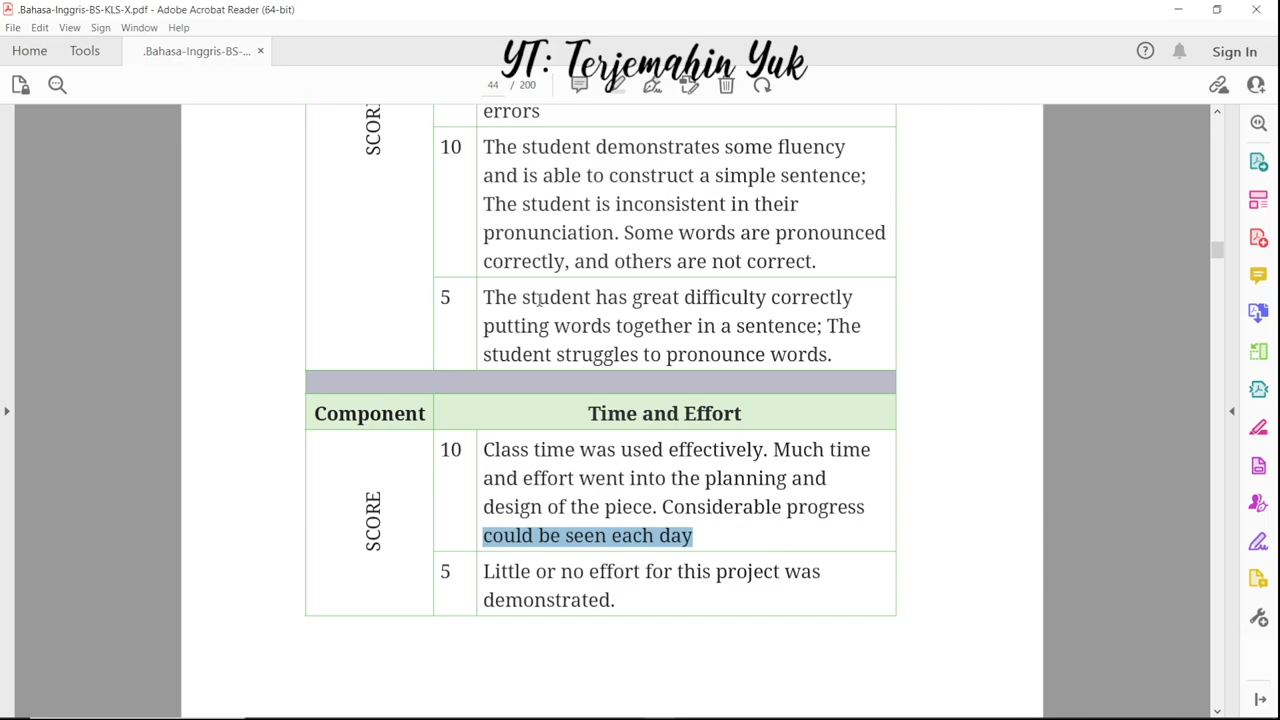 .Bahasa-Inggris-BS-KLS-X.pdf - Adobe Acrobat Reader (64-bit)
File Edit View Sign Window Help
Home Tools .Bahasa-Inggris-BS-... × Sign In
YT: Terjemahin Yuk
44 / 200
errors
SCORE
10 The student demonstrates some fluency
and is able to construct a simple sentence;
The student is inconsistent in their
pronunciation. Some words are pronounced
correctly, and others are not correct.
5 The student has great difficulty correctly
putting words together in a sentence; The
student struggles to pronounce words.
Component Time and Effort
SCORE
10 Class time was used effectively. Much time
and effort went into the planning and
design of the piece. Considerable progress
could be seen each day
5 Little or no effort for this project was
demonstrated.